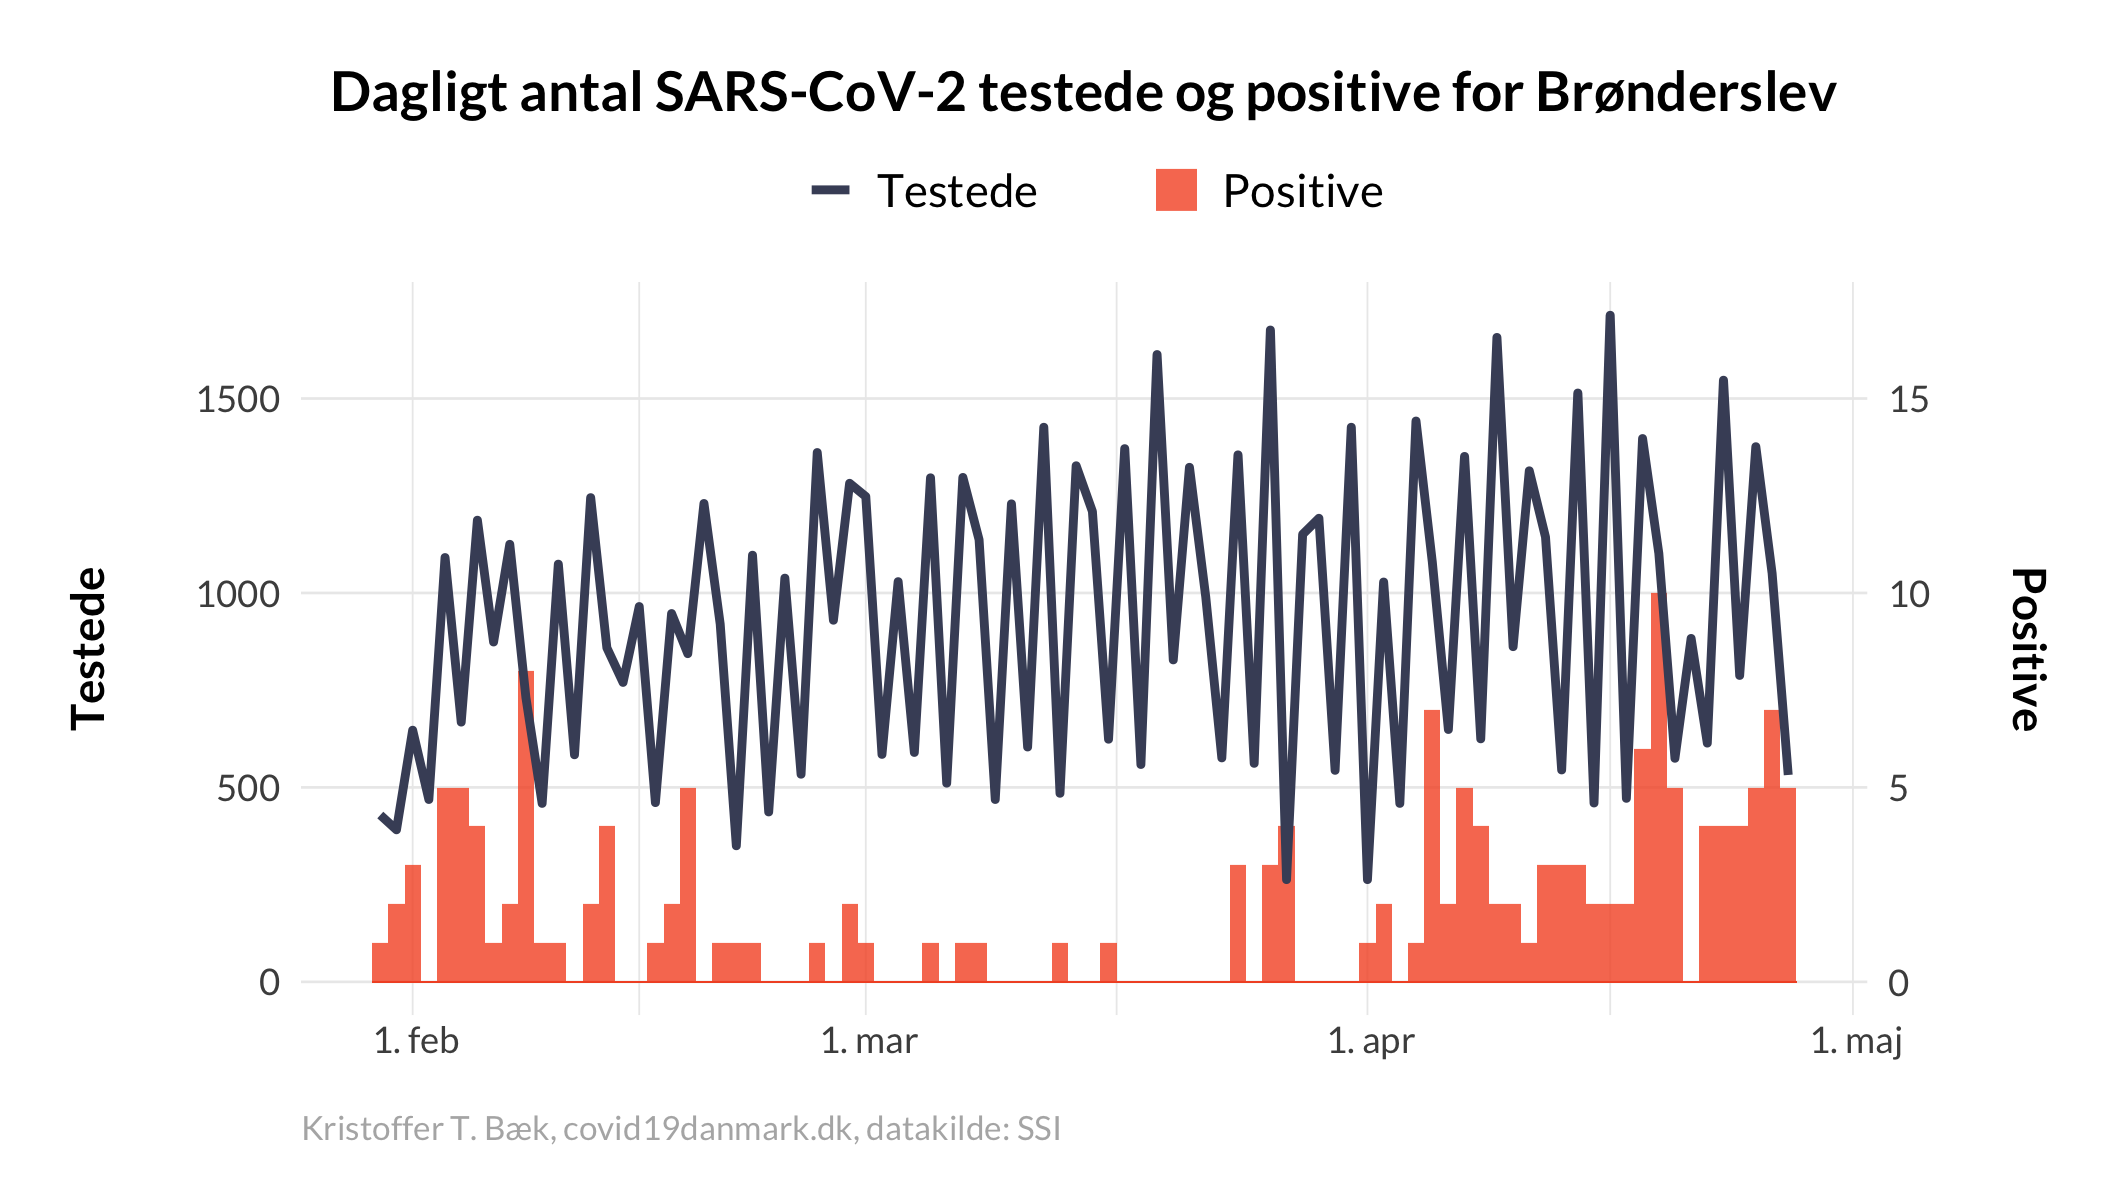 Dagligt antal SARS-CoV-2 testede og positive for Brønderslev
Testede
Positive
1500
1000
500
0
15
10
5
0
Testede
Positive
1. feb
1. mar
1. apr
1. maj
Kristoffer T. Bæk, covid19danmark.dk, datakilde: SSI